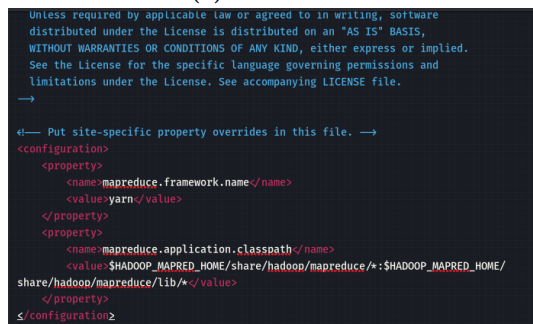 Unless required by applicable law or agreed to in writing, software
distributed under the License is distributed on an "AS IS" BASIS,
WITHOUT WARRANTIES OR CONDITIONS OF ANY KIND, either express or implied.
See the License for the specific language governing permissions and
limitations under the License. See accompanying LICENSE file.
-->
<!-- Put site-specific property overrides in this file. -->
<configuration>
<property>
<name>mapreduce.framework.name</name>
<value>yarn</value>
</property>
<property>
<name>mapreduce.application.classpath</name>
<value>$HADOOP_MAPRED_HOME/share/hadoop/mapreduce/*:$HADOOP_MAPRED_HOME/
share/hadoop/mapreduce/lib/*</value>
</property>
</configuration>